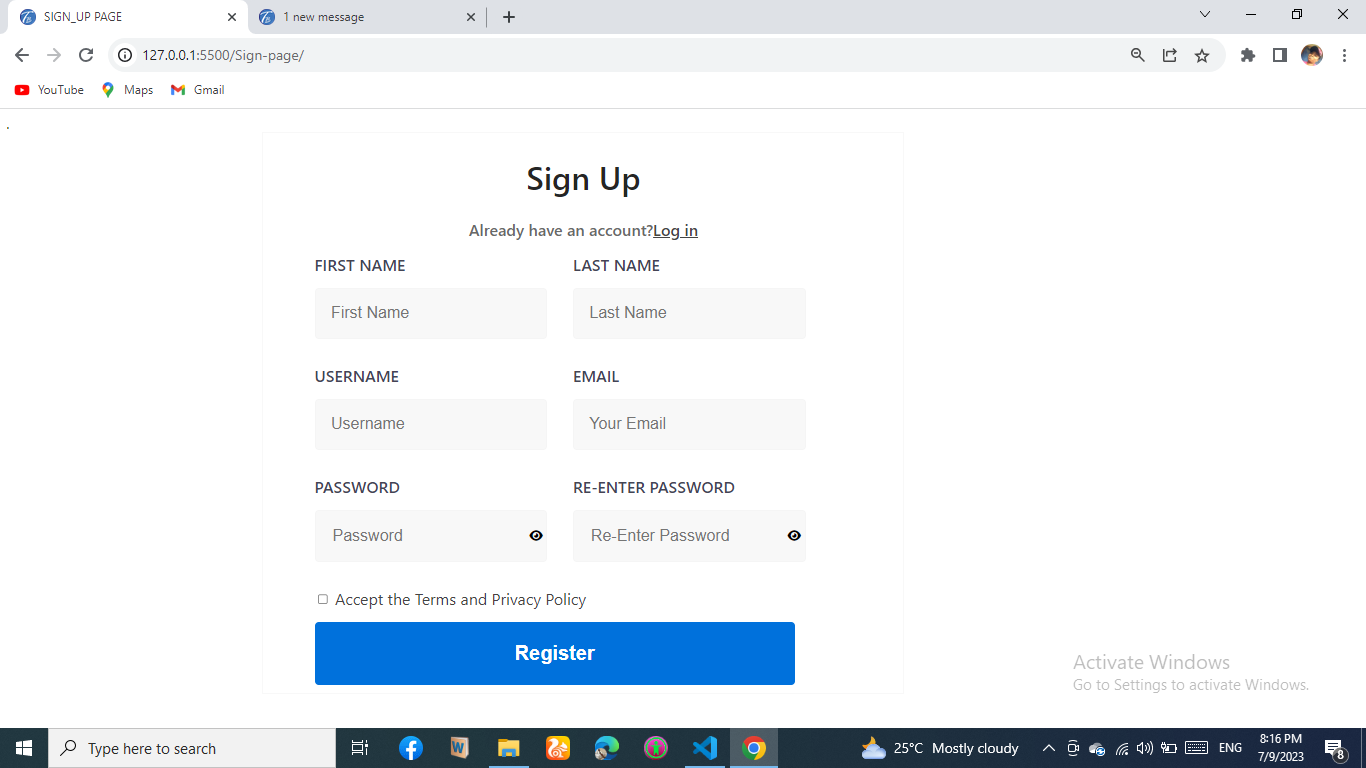 SIGN_UP PAGE
1 new message
127.0.0.1:5500/Sign-page/
YouTube Maps Gmail
Sign Up
Already have an account?Log in
FIRST NAME LAST NAME
First Name Last Name
USERNAME EMAIL
Username Your Email
PASSWORD RE-ENTER PASSWORD
Password Re-Enter Password
Accept the Terms and Privacy Policy
Register
Activate Windows
Go to Settings to activate Windows.
Type here to search
25°C Mostly cloudy
ENG
8:16 PM
7/9/2023
8